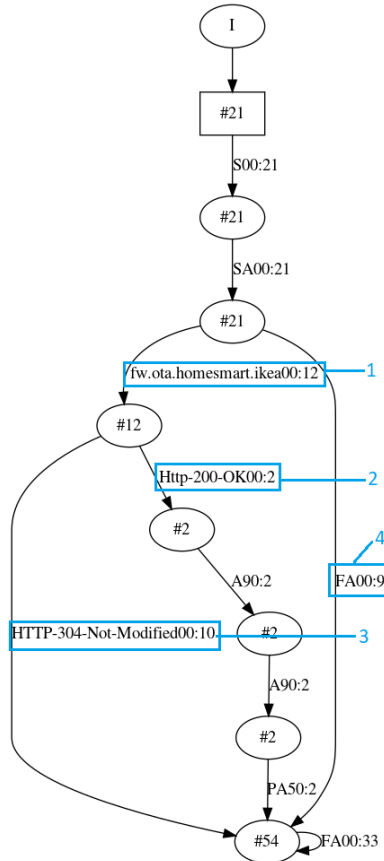 I
#21
S00:21
#21
SA00:21
#21
fw.ota.homesmart.ikea00:12
1
#12
Http-200-OK00:2
2
#2
4
A90:2
FA00:9
HTTP-304-Not-Modified00:10
#2
3
A90:2
#2
PA50:2
#54
FA00:33